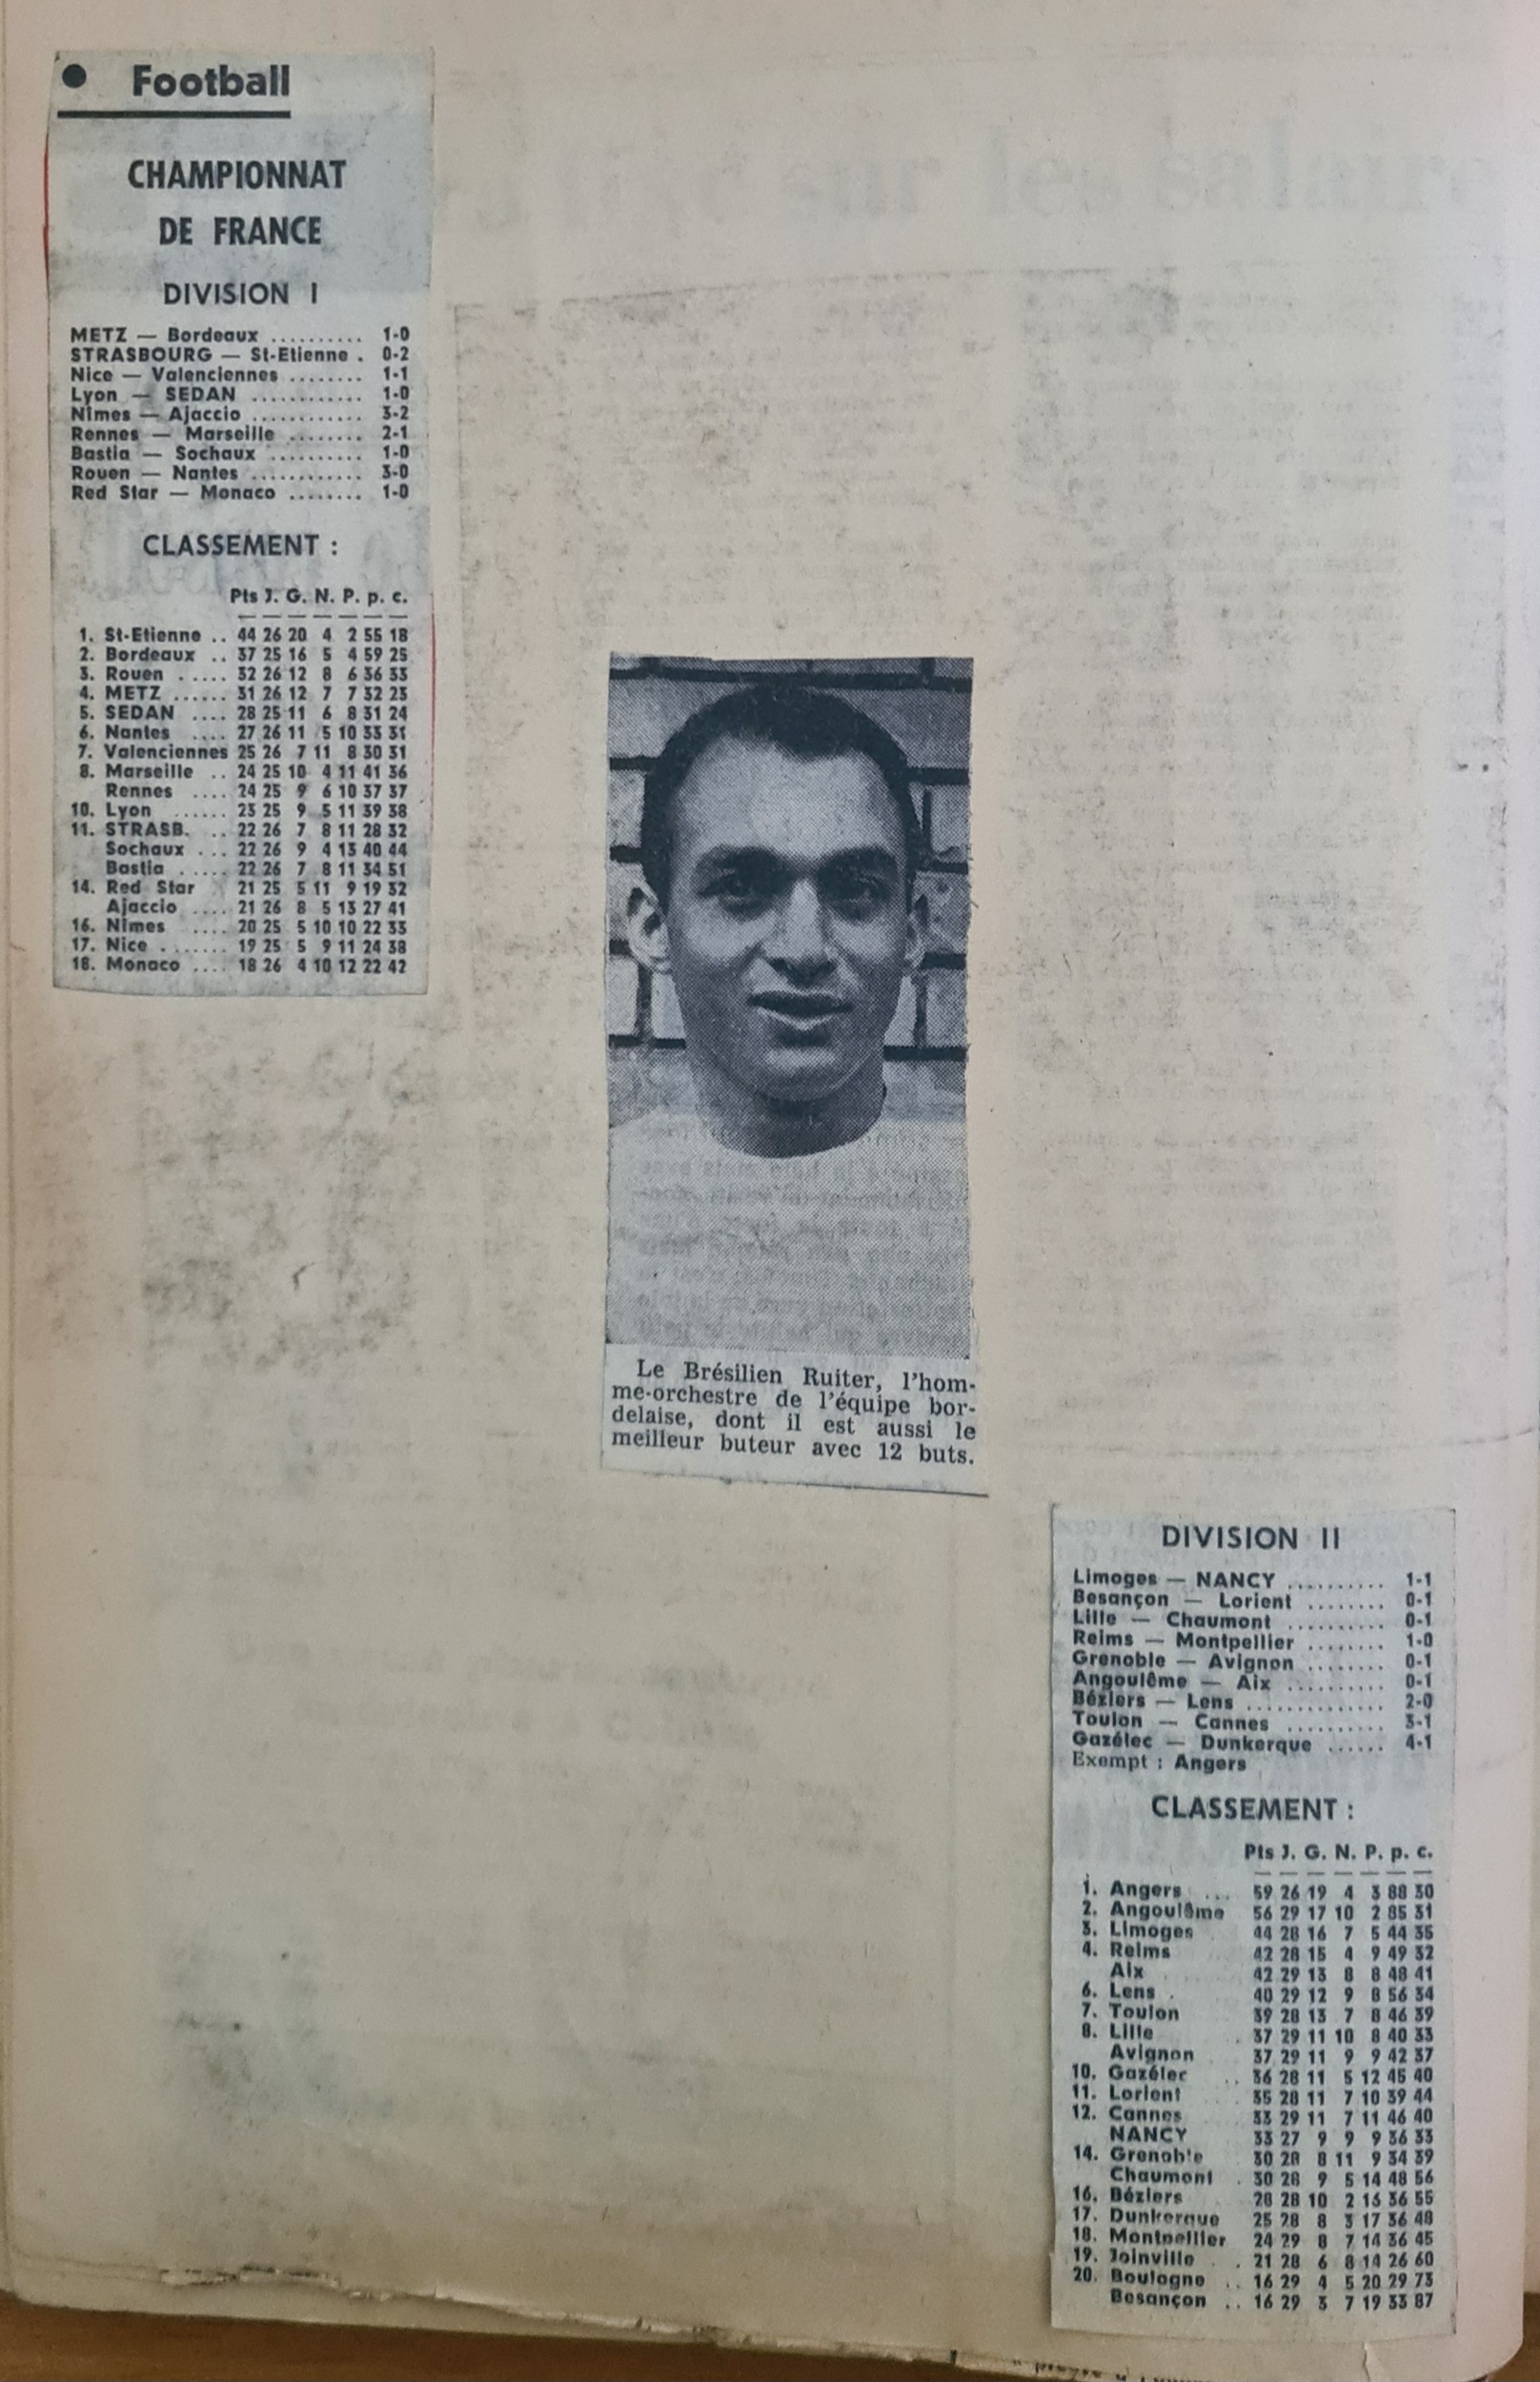 • Football
CHAMPIONNAT
DE FRANCE
DIVISION I
METZ — Bordeaux .......... 1-0
STRASBOURG — St-Etienne . 0-2
Nice — Valenciennes ........ 1-1
Lyon — SEDAN ............ 1-0
Nîmes — Ajaccio ............ 3-2
Rennes — Marseille ........ 2-1
Bastia — Sochaux .......... 1-0
Rouen — Nantes ............ 3-0
Red Star — Monaco ........ 1-0
CLASSEMENT :
Pts J. G. N. P. p. c.
1. St-Etienne .. 44 26 20 4 2 55 18
2. Bordeaux .. 37 25 16 5 4 59 25
3. Rouen ..... 32 26 12 8 6 36 33
4. METZ ...... 31 26 12 7 7 32 23
5. SEDAN .... 28 25 11 6 8 31 24
6. Nantes .... 27 26 11 5 10 33 31
7. Valenciennes 25 26 7 11 8 30 31
8. Marseille .. 24 25 10 4 11 41 36
Rennes .... 24 25 9 6 10 37 37
10. Lyon ...... 23 25 9 5 11 39 38
11. STRASB. .. 22 26 7 8 11 28 32
Sochaux ... 22 26 9 4 13 40 44
Bastia ..... 22 26 7 8 11 34 51
14. Red Star 21 25 5 11 9 19 32
Ajaccio .... 21 26 8 5 13 27 41
16. Nîmes .... 20 25 5 10 10 22 33
17. Nice ....... 19 25 5 9 11 24 38
18. Monaco .... 18 26 4 10 12 22 42
Le Brésilien Ruiter, l'hom-
me-orchestre de l'équipe bor-
delaise, dont il est aussi le
meilleur buteur avec 12 buts.
DIVISION II
Limoges — NANCY .......... 1-1
Besançon — Lorient ........ 0-1
Lille — Chaumont .......... 0-1
Reims — Montpellier ........ 1-0
Grenoble — Avignon ........ 0-1
Angoulême — Aix .......... 0-1
Béziers — Lens .............. 2-0
Toulon — Cannes .......... 3-1
Gazélec — Dunkerque ...... 4-1
Exempt : Angers
CLASSEMENT :
Pts J. G. N. P. p. c.
1. Angers ... 59 26 19 4 3 88 30
2. Angoulême 56 29 17 10 2 85 31
3. Limoges 44 28 16 7 5 44 35
4. Reims 42 28 15 4 9 49 32
Aix 42 29 13 8 8 48 41
6. Lens . 40 29 12 9 8 56 34
7. Toulon 39 28 13 7 8 46 39
8. Lille . 37 29 11 10 8 40 33
Avignon 37 29 11 9 9 42 37
10. Gazélec .. 36 28 11 5 12 45 40
11. Lorient 35 28 11 7 10 39 44
12. Cannes 33 29 11 7 11 46 40
NANCY 33 27 9 9 9 36 33
14. Grenoble 30 28 8 11 9 34 39
Chaumont . 30 28 9 5 14 48 56
16. Béziers 28 28 10 2 16 36 55
17. Dunkerque 25 28 8 3 17 36 48
18. Montpellier 24 29 8 7 14 36 45
19. Joinville . . 21 28 6 8 14 26 60
20. Boulogne .. 16 29 4 5 20 29 73
Besançon .. 16 29 3 7 19 33 87